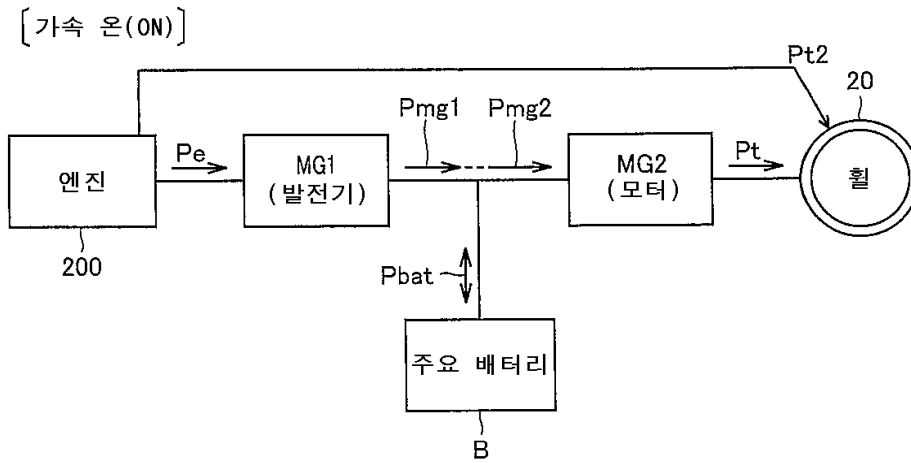 [가속 온(ON)]
Pt2
20
Pmg1
Pmg2
Pe
Pt
엔진
MG1
(발전기)
MG2
(모터)
휠
200
Pbat
주요 배터리
B